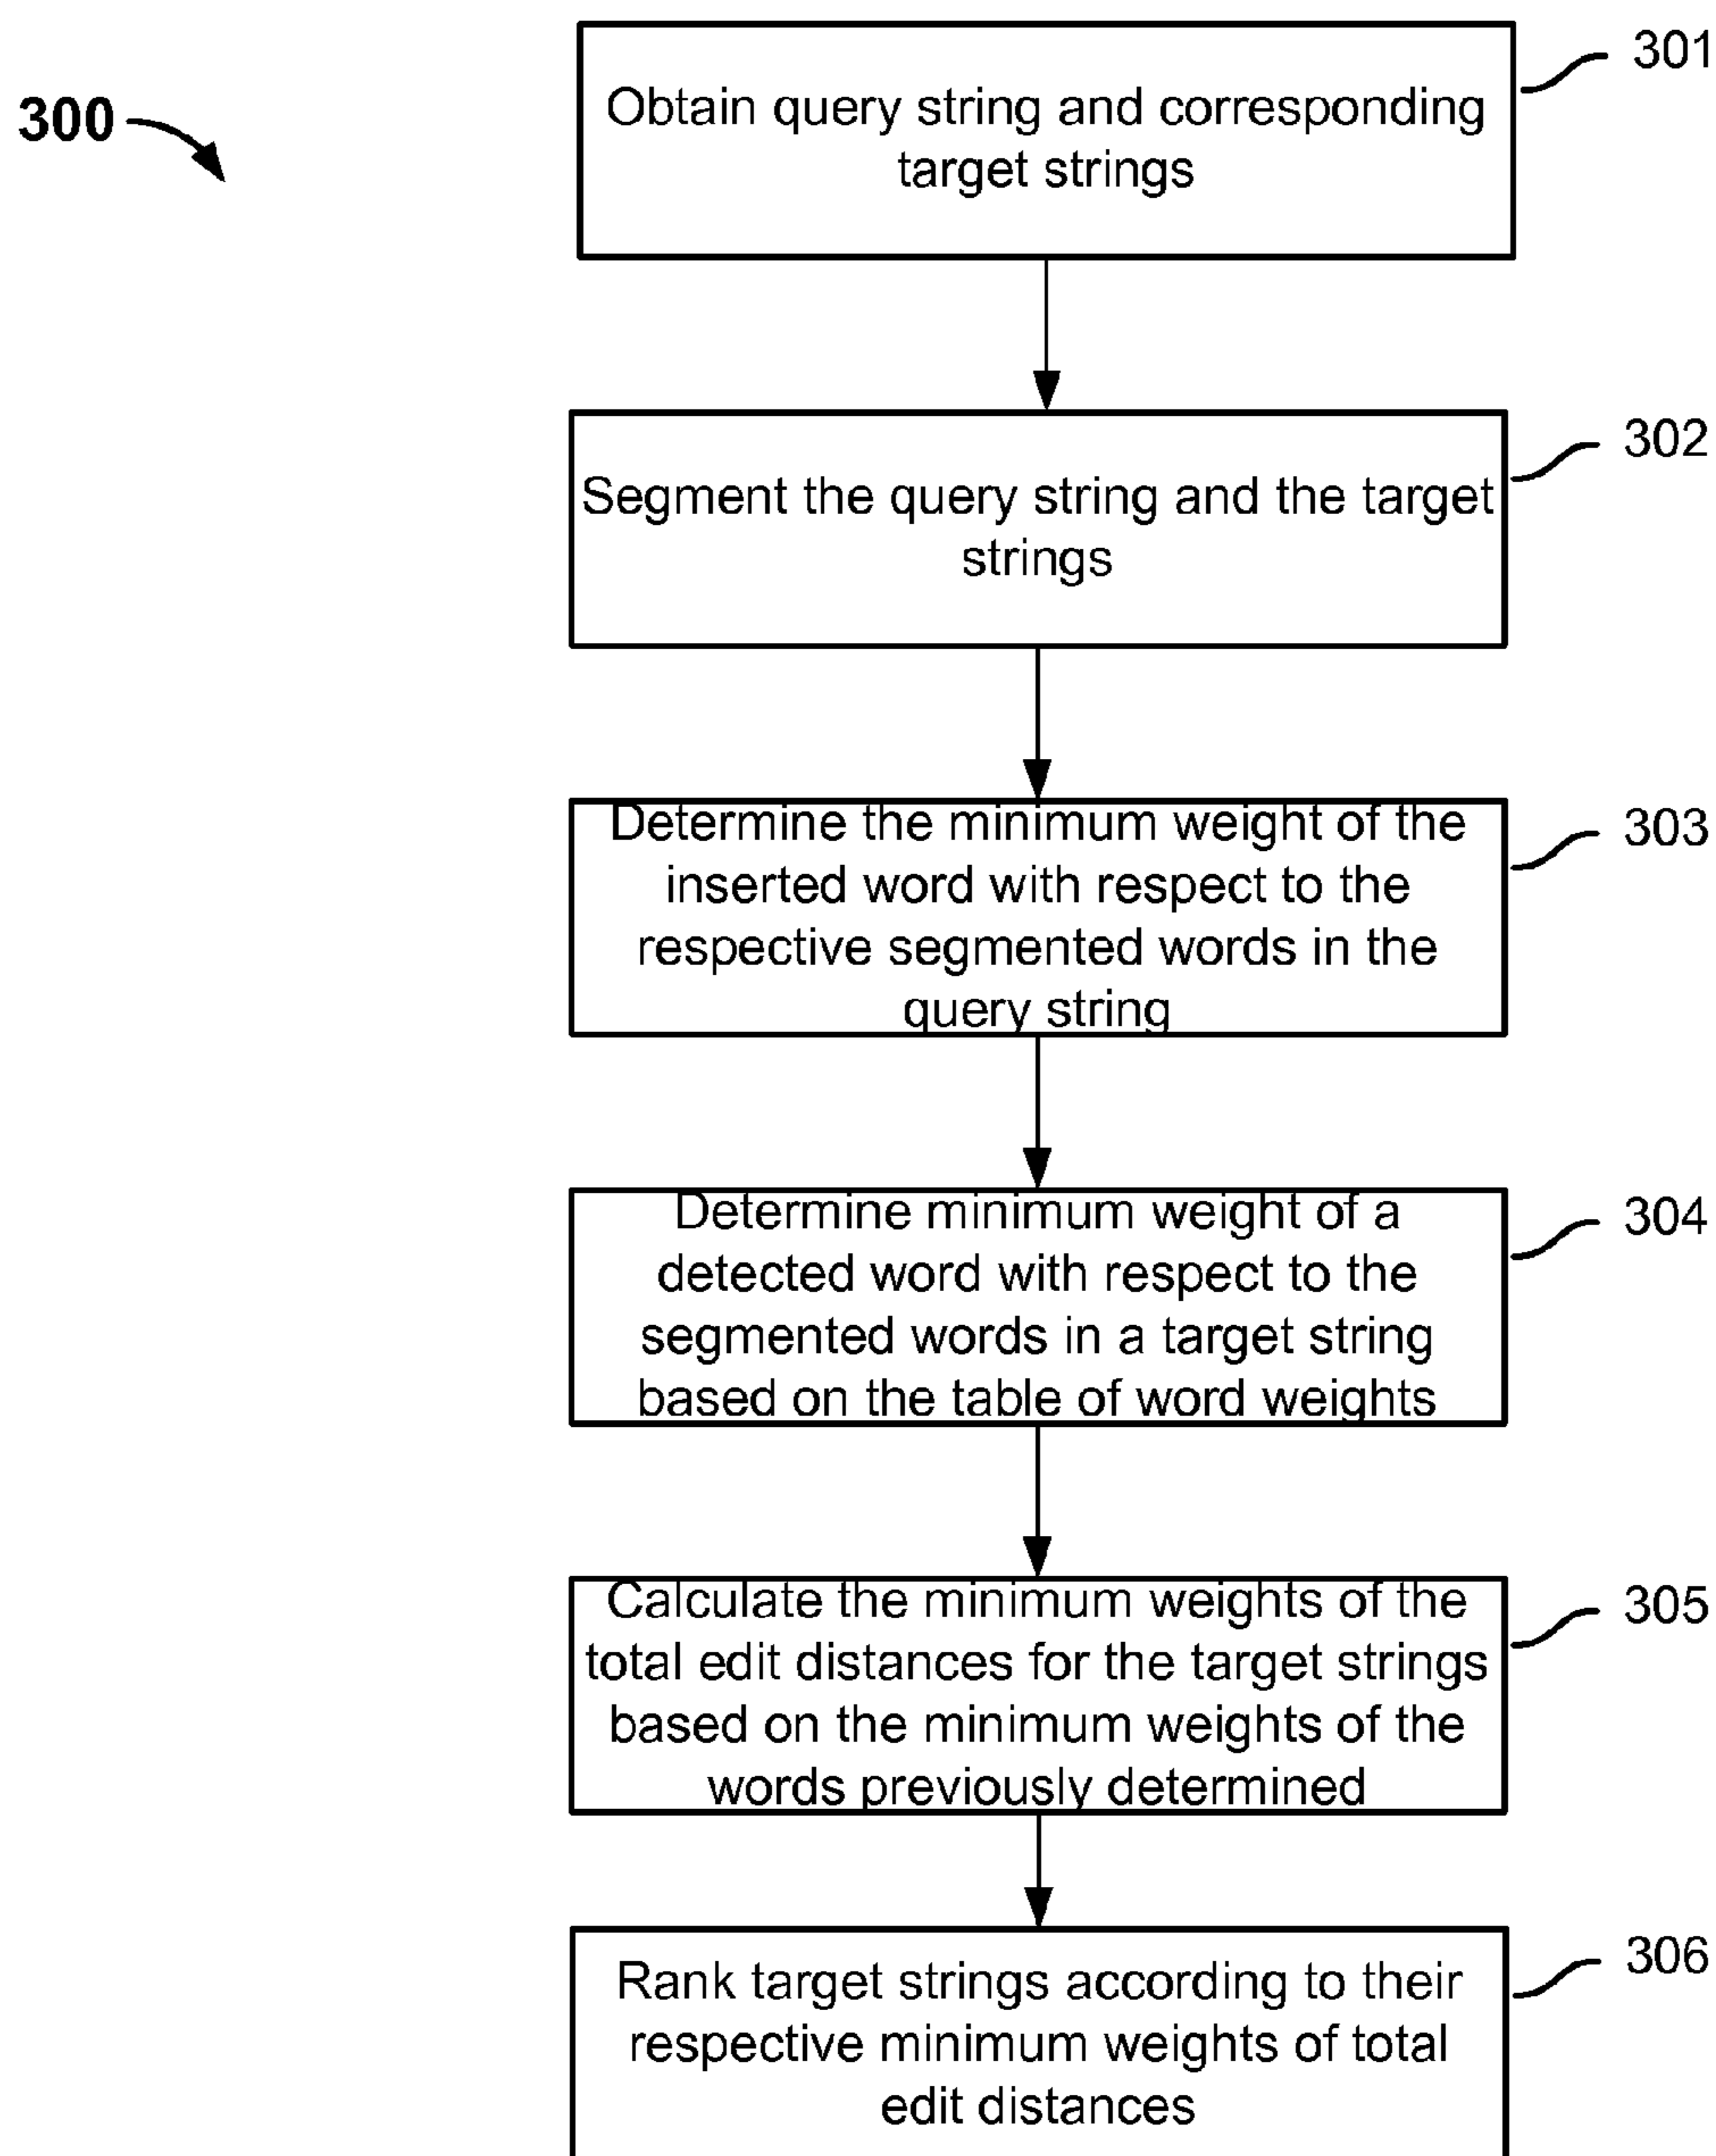 300
301
Obtain query string and corresponding
target strings
302
Segment the query string and the target
strings
303
Determine the minimum weight of the
inserted word with respect to the
respective segmented words in the
query string
304
Determine minimum weight of a
detected word with respect to the
segmented words in a target string
based on the table of word weights
305
Calculate the minimum weights of the
total edit distances for the target strings
based on the minimum weights of the
words previously determined
306
Rank target strings according to their
respective minimum weights of total
edit distances